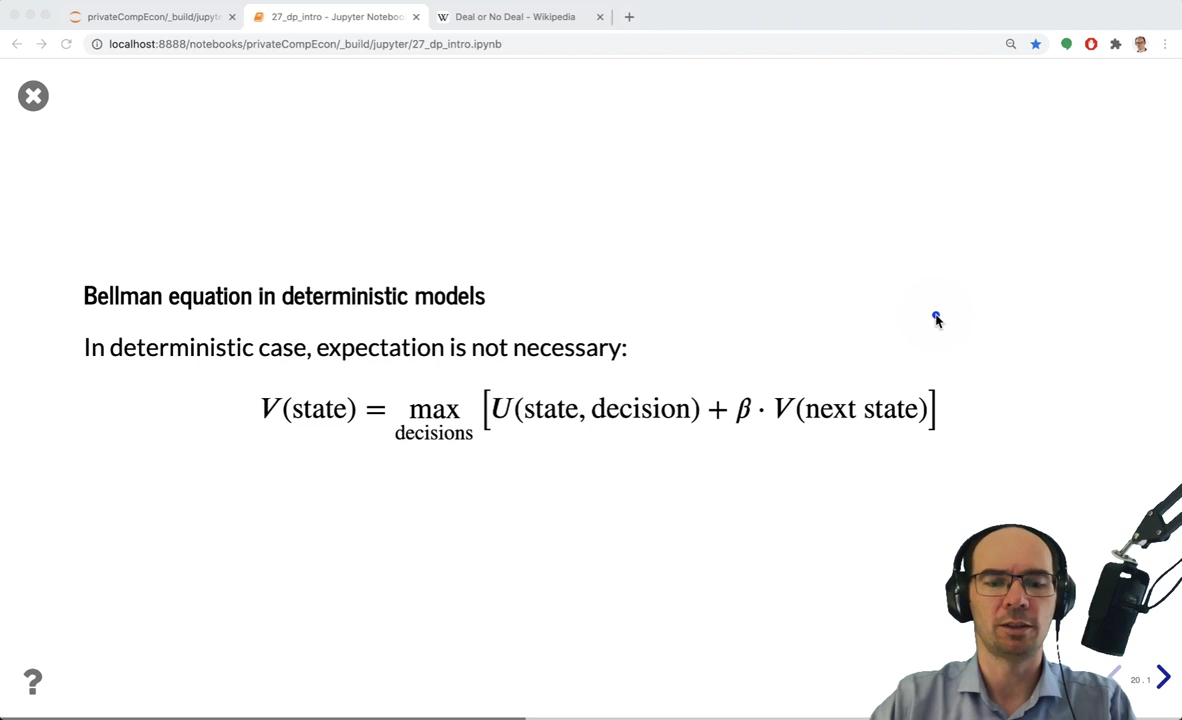 privateCompEcon/_build/jupyte
27_dp_intro - Jupyter Noteboo
Deal or No Deal - Wikipedia
localhost:8888/notebooks/privateCompEcon/_build/jupyter/27_dp_intro.ipynb
Bellman equation in deterministic models
In deterministic case, expectation is not necessary:
V(state) = max [U(state, decision) + β · V(next state)]
decisions
?
20 . 1